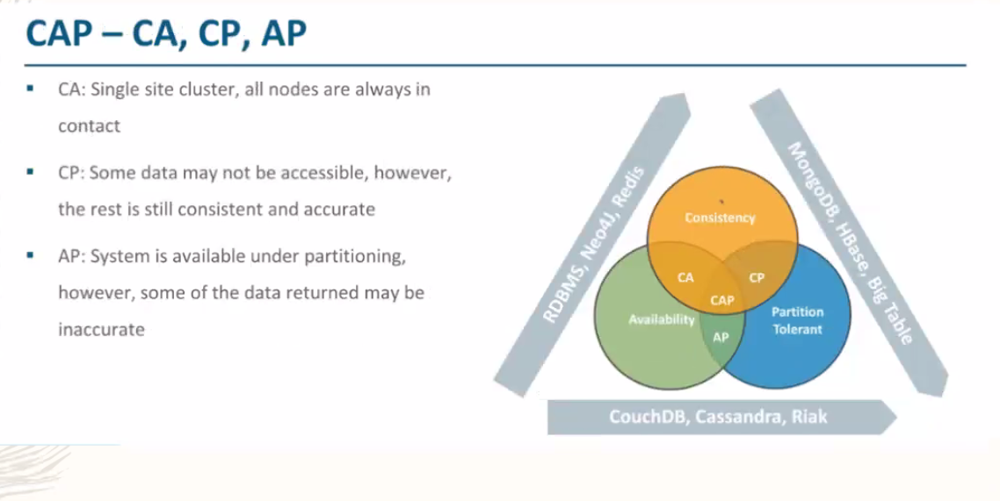 CAP – CA, CP, AP
▪ CA: Single site cluster, all nodes are always in
contact
▪ CP: Some data may not be accessible, however,
the rest is still consistent and accurate
▪ AP: System is available under partitioning,
however, some of the data returned may be
inaccurate
RDBMS, Neo4J, Redis
MongoDB, HBase, Big Table
Consistency
CA
CP
CAP
Availability
Partition
Tolerant
AP
CouchDB, Cassandra, Riak